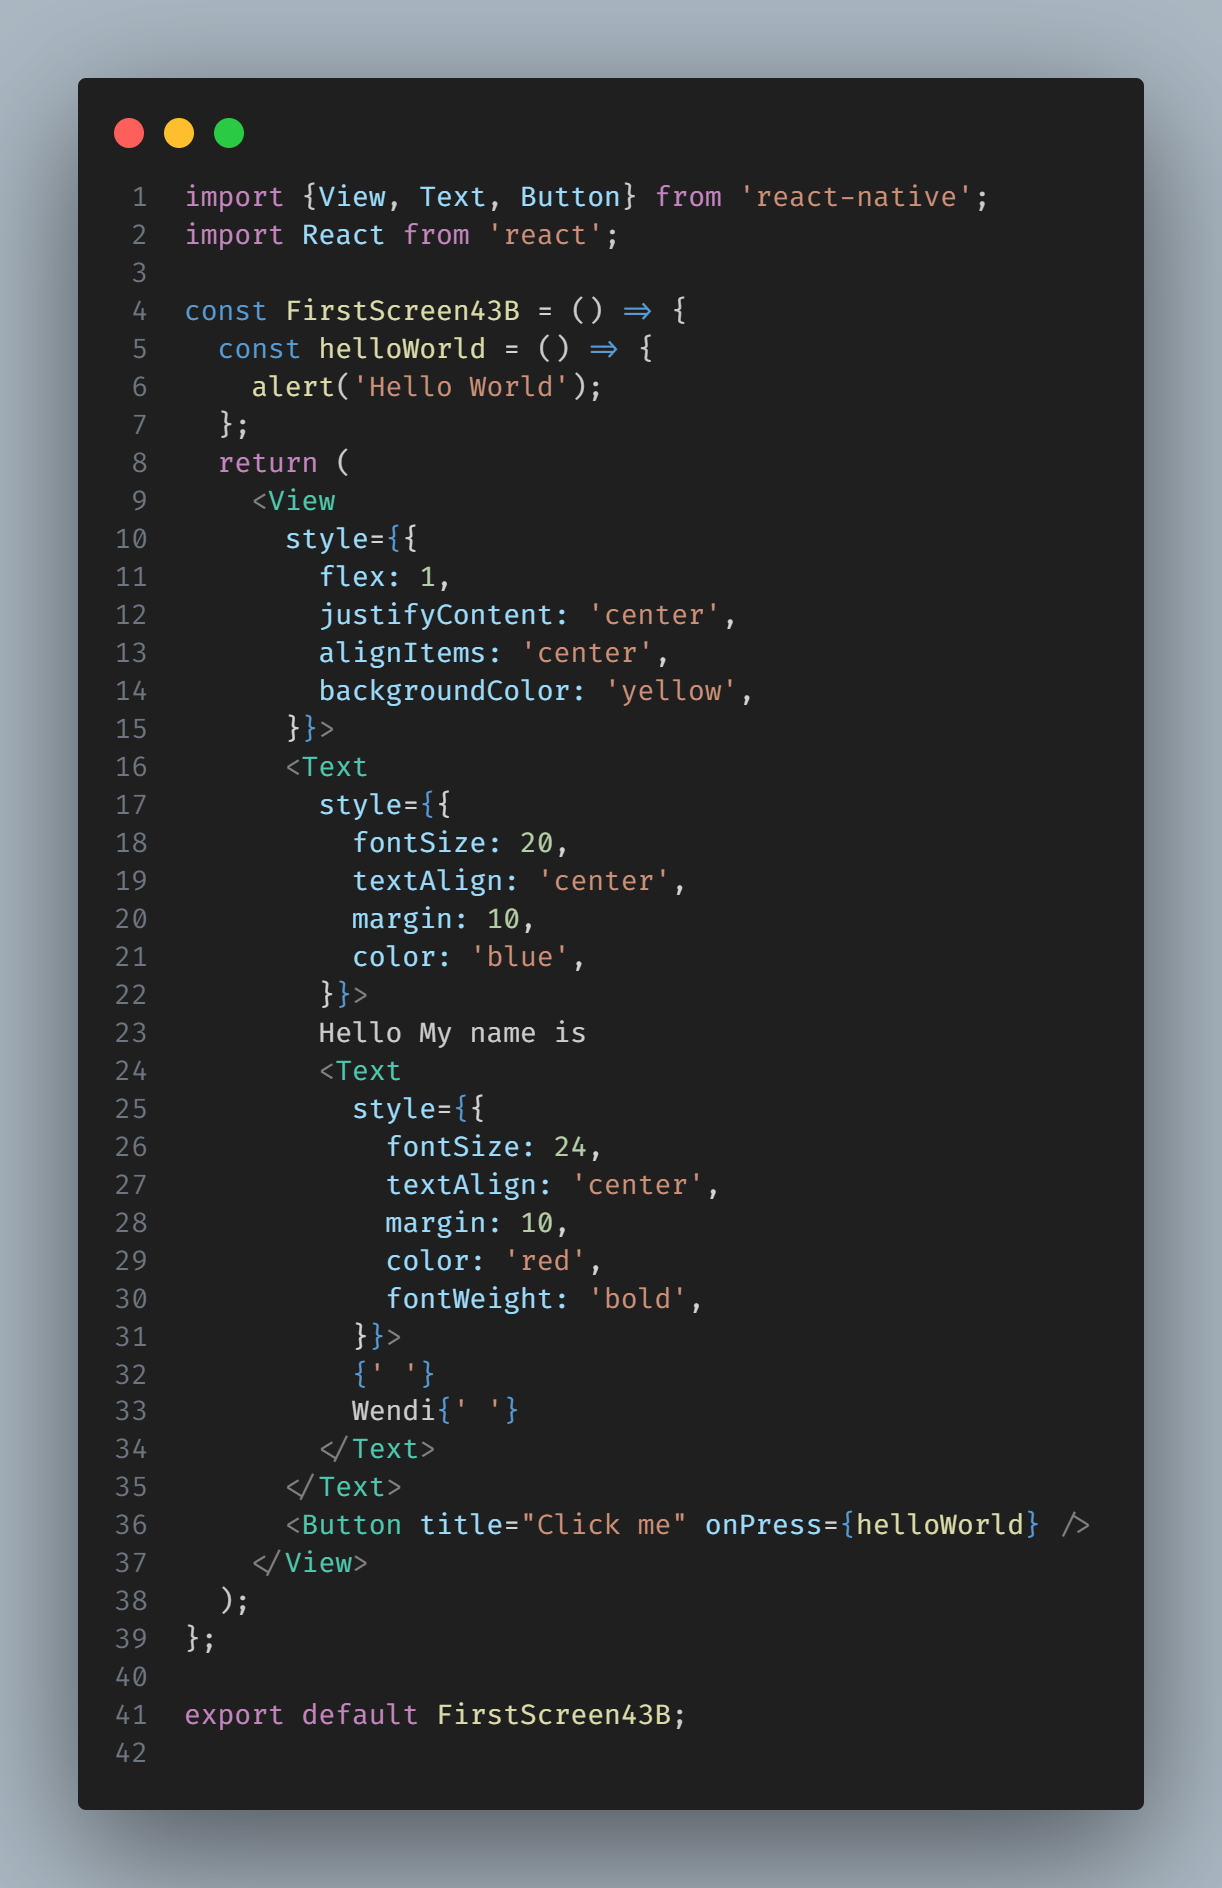 1 import {View, Text, Button} from 'react-native';
2 import React from 'react';
3
4 const FirstScreen43B = () => {
5   const helloWorld = () => {
6     alert('Hello World');
7   };
8   return (
9     <View
10       style={{
11         flex: 1,
12         justifyContent: 'center',
13         alignItems: 'center',
14         backgroundColor: 'yellow',
15       }}>
16       <Text
17         style={{
18           fontSize: 20,
19           textAlign: 'center',
20           margin: 10,
21           color: 'blue',
22         }}>
23         Hello My name is
24         <Text
25           style={{
26             fontSize: 24,
27             textAlign: 'center',
28             margin: 10,
29             color: 'red',
30             fontWeight: 'bold',
31           }}>
32           {' '}
33           Wendi{' '}
34         </Text>
35       </Text>
36       <Button title="Click me" onPress={helloWorld} />
37     </View>
38   );
39 };
40
41 export default FirstScreen43B;
42